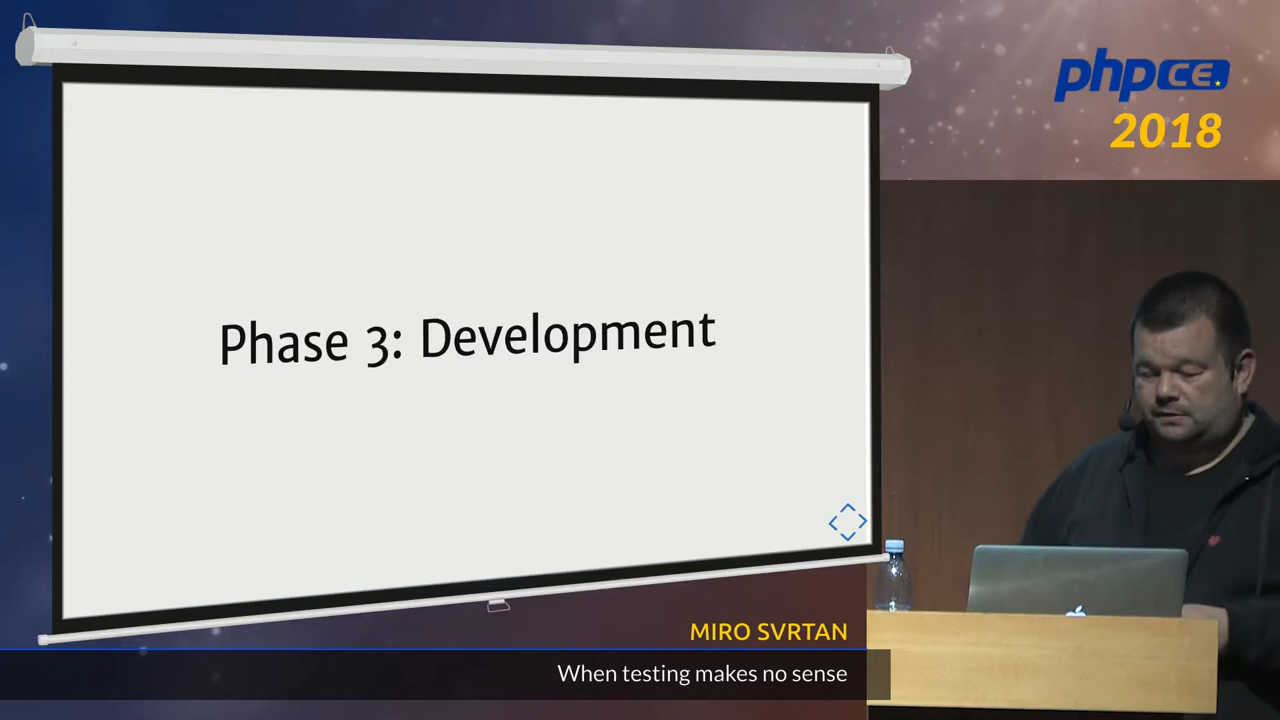 phpCE.
2018
Phase 3: Development
MIRO SVRTAN
When testing makes no sense